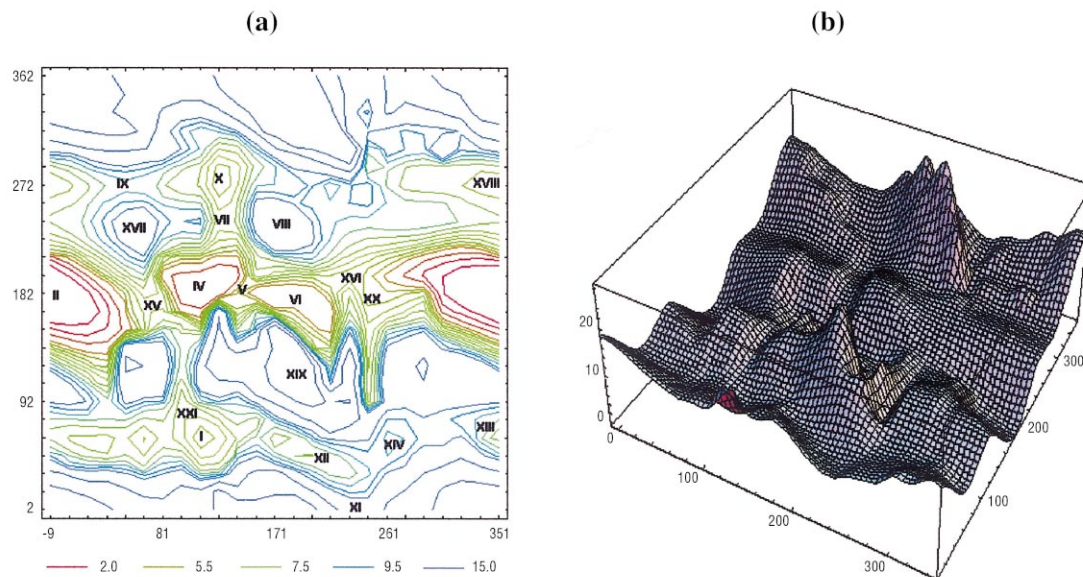 (a)
(b)
362
272
182
92
2
-9 81 171 261 351
IX
X
XVIII
XVII
VII
VIII
II
IV
V
XVI
XV
VI
XX
XIX
XXI
I
XIII
XIV
XII
XI
2.0 5.5 7.5 9.5 15.0
20
10
0
0
100
200
300
100
200
300